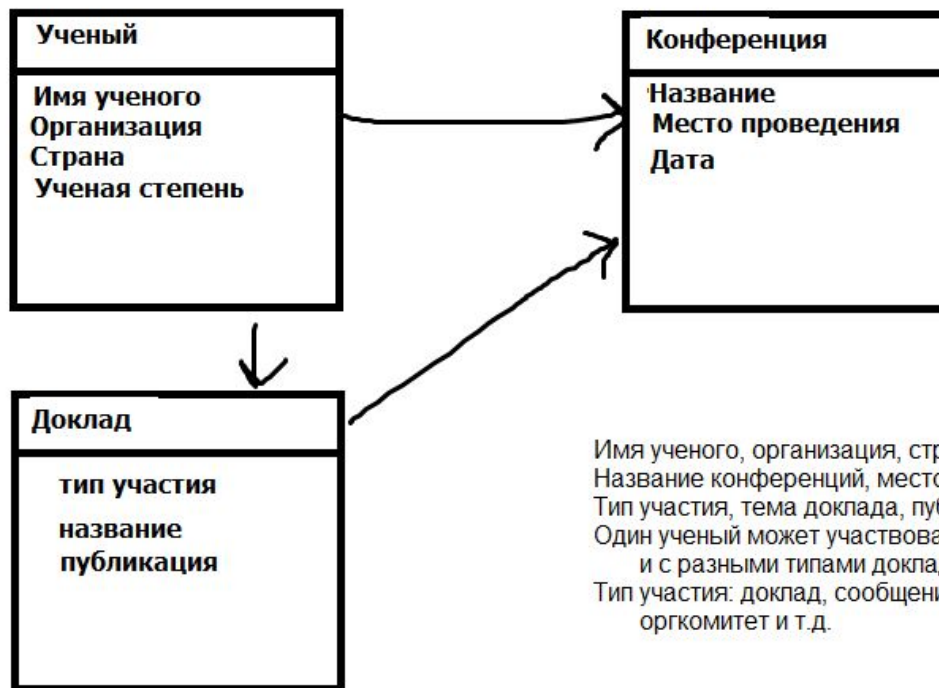 Ученый
Имя ученого
Организация
Страна
Ученая степень
Конференция
Название
Место проведения
Дата
Доклад
тип участия
название
публикация
Имя ученого, организация,
Название конференций, место
Тип участия, тема доклада,
Один ученый может
и с разными типами
Тип участия: доклад,
оргкомитет и т.д.